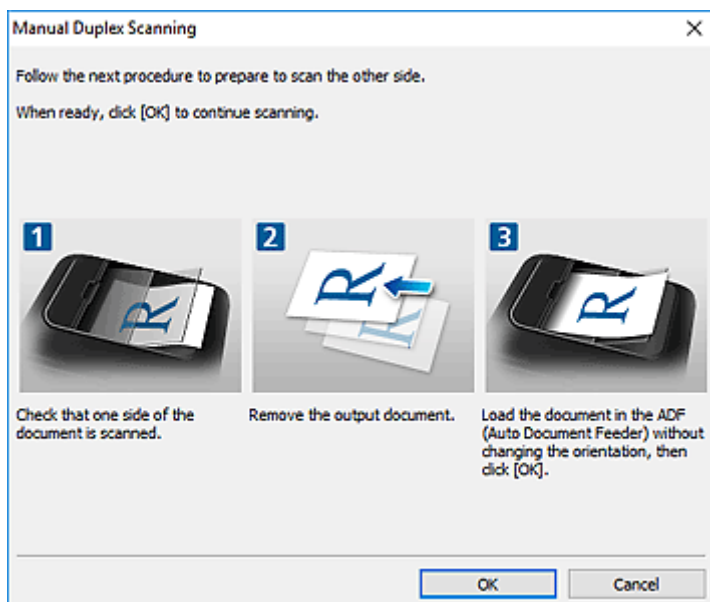 Manual Duplex Scanning
Follow the next procedure to prepare to scan the other side.
When ready, click [OK] to continue scanning.
1
R
2
R
R
3
R
Check that one side of the
document is scanned.
Remove the output document.
Load the document in the ADF
(Auto Document Feeder) without
changing the orientation, then
click [OK].
OK
Cancel